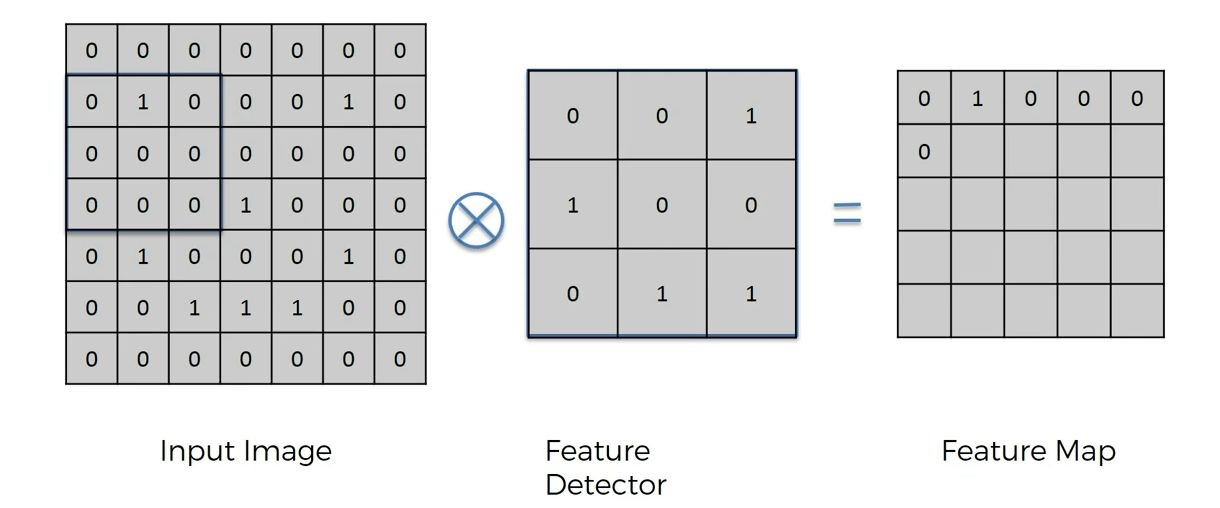 0 0 0 0 0 0 0
0 1 0 0 0 1 0
0 0 0 0 0 0 0
0 0 0 1 0 0 0
0 1 0 0 0 1 0
0 0 1 1 1 0 0
0 0 0 0 0 0 0
Input Image
0 0 1
1 0 0
0 1 1
Feature
Detector
=
0 1 0 0 0
0
Feature Map